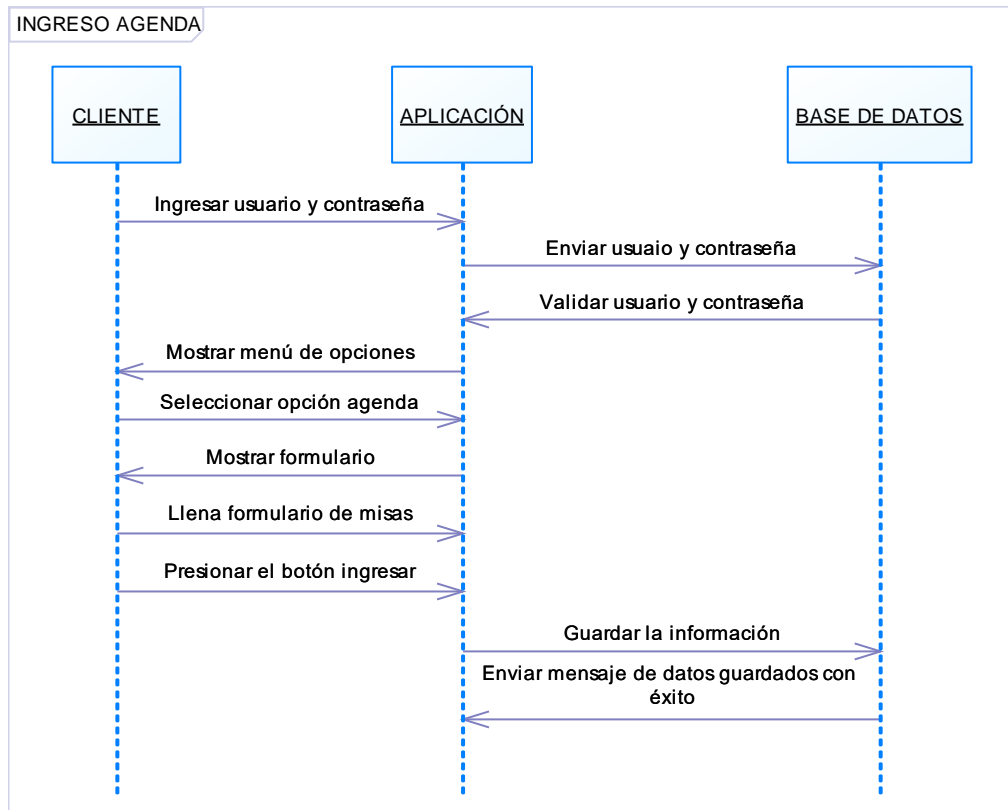 INGRESO AGENDA
CLIENTE
APLICACIÓN
BASE DE DATOS
Ingresar usuario y contraseña
Enviar usuaio y contraseña
Validar usuario y contraseña
Mostrar menú de opciones
Seleccionar opción agenda
Mostrar formulario
Llena formulario de misas
Presionar el botón ingresar
Guardar la información
Enviar mensaje de datos guardados con
éxito